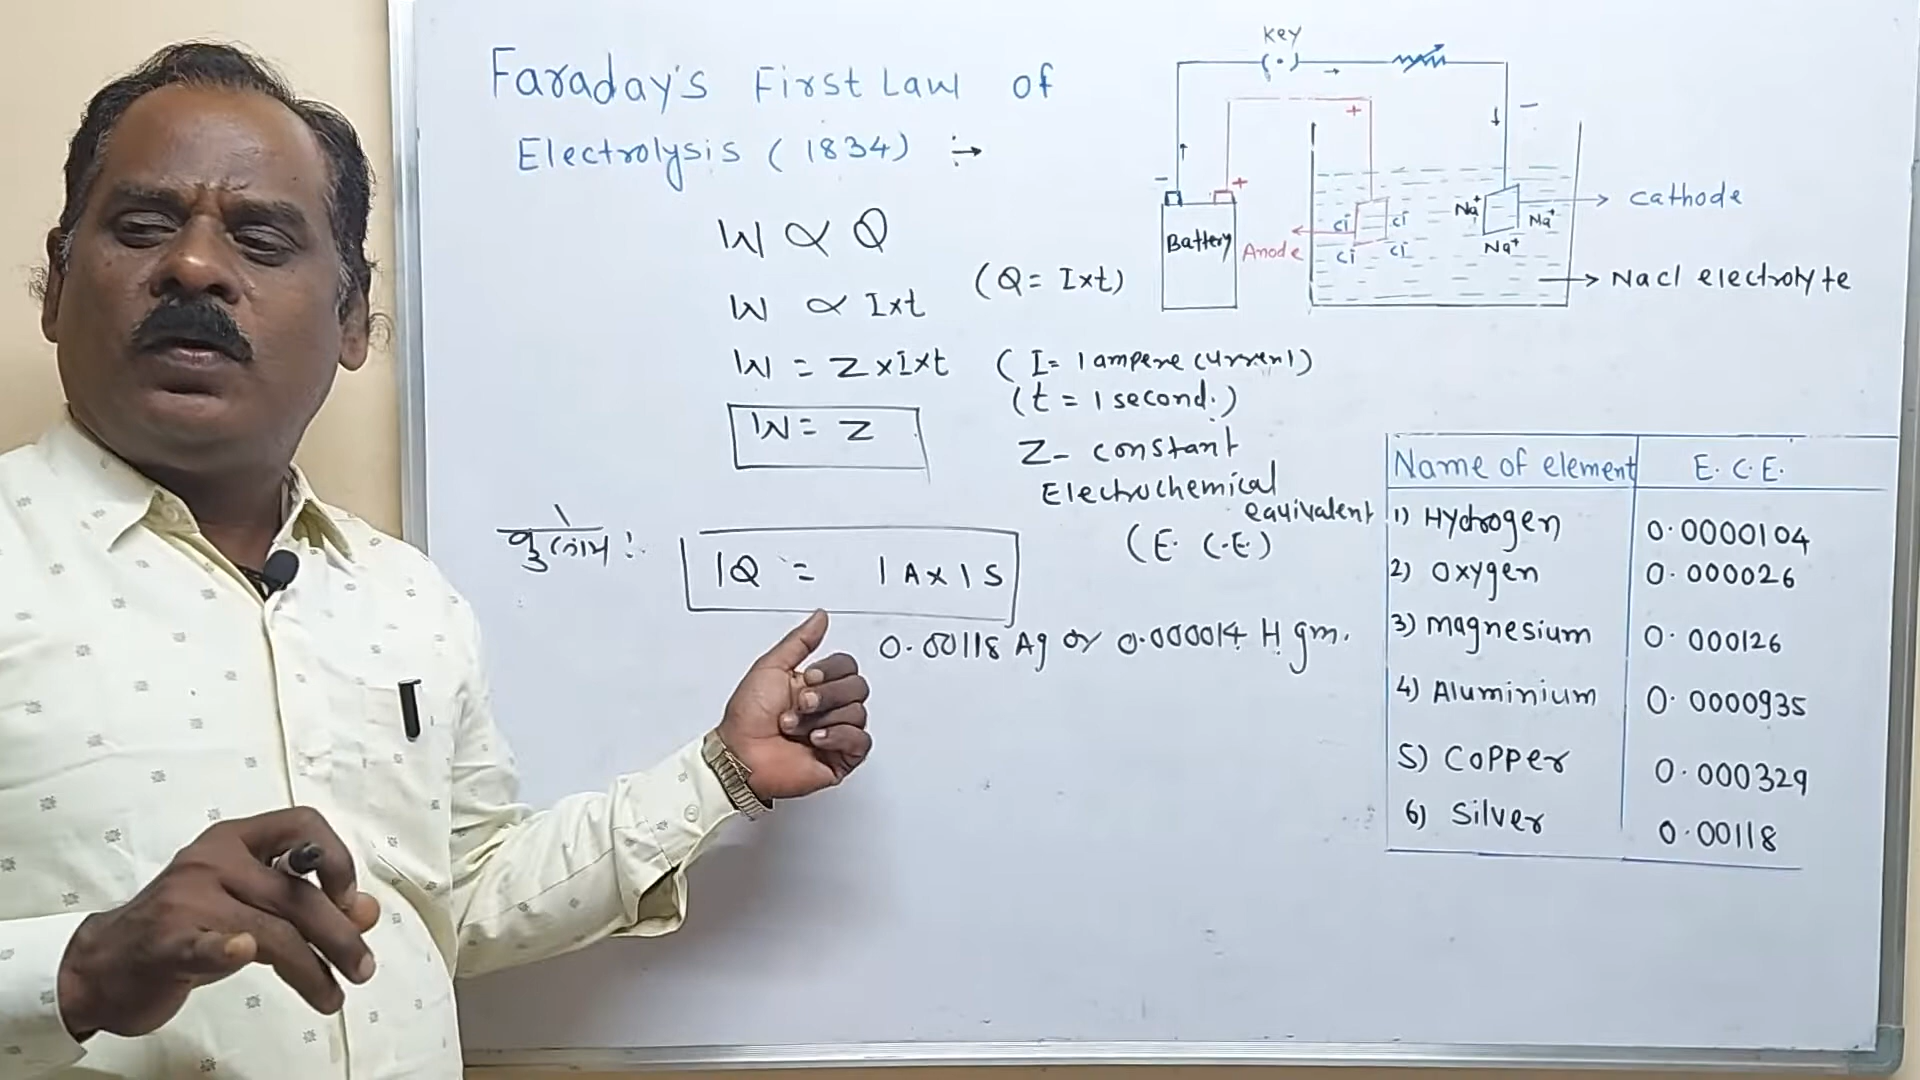 Faraday's First Law of
Electrolysis (1834) :→
W ∝ Q
W ∝ I×t (Q = I×t)
W = Z×I×t (I = 1 ampere current)
(t = 1 second.)
W = Z
Z- constant
Electrochemical
equivalent
(E. C.E.)
1Q = 1 A × 1 S
0.00118 Ag or 0.000014 H gm.
Key
Battery
- +
+
-
Anode
Cl⁻ Cl⁻
Cl⁻ Cl⁻
Na⁺ Na⁺
Na⁺
cathode
Nacl electrolyte
Name of element E. C.E.
1) Hydrogen 0.0000104
2) Oxygen 0.000026
3) Magnesium 0.000126
4) Aluminium 0.0000935
5) Copper 0.000329
6) Silver 0.00118